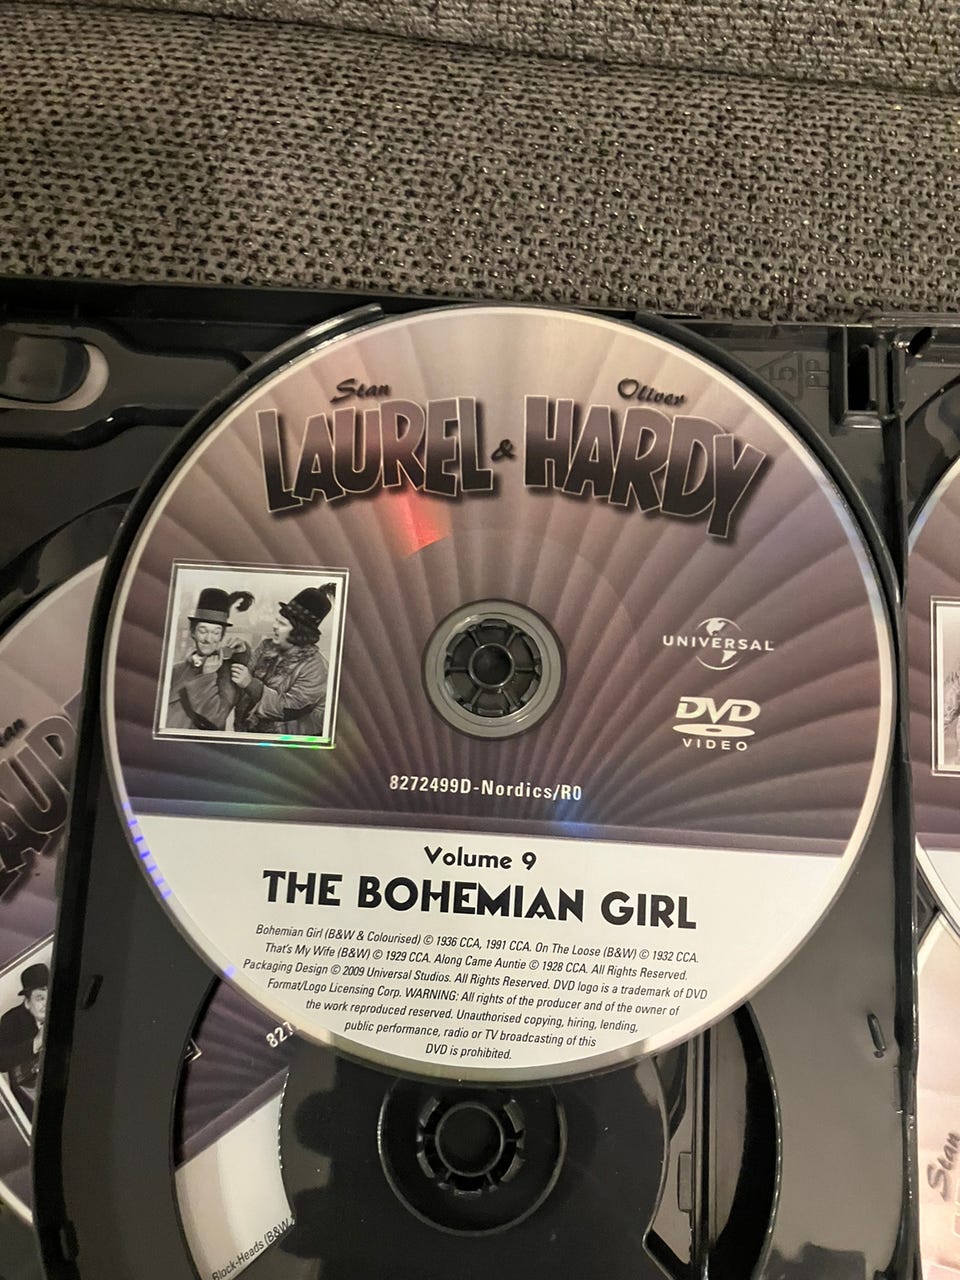 Stan Oliver
LAUREL & HARDY
UNIVERSAL
DVD
VIDEO
8272499D-Nordics/R0
Volume 9
THE BOHEMIAN GIRL
Bohemian Girl (B&W & Colourised) © 1936 CCA, 1991 CCA. On The Loose (B&W) © 1932 CCA.
That's My Wife (B&W) © 1929 CCA. Along Came Auntie © 1928 CCA. All Rights Reserved.
Packaging Design © 2009 Universal Studios. All Rights Reserved. DVD logo is a trademark of DVD
Format/Logo Licensing Corp. WARNING: All rights of the producer and of the owner of
the work reproduced reserved. Unauthorised copying, hiring, lending,
public performance, radio or TV broadcasting of this
DVD is prohibited.
827
Block-Heads (B&W
Stan